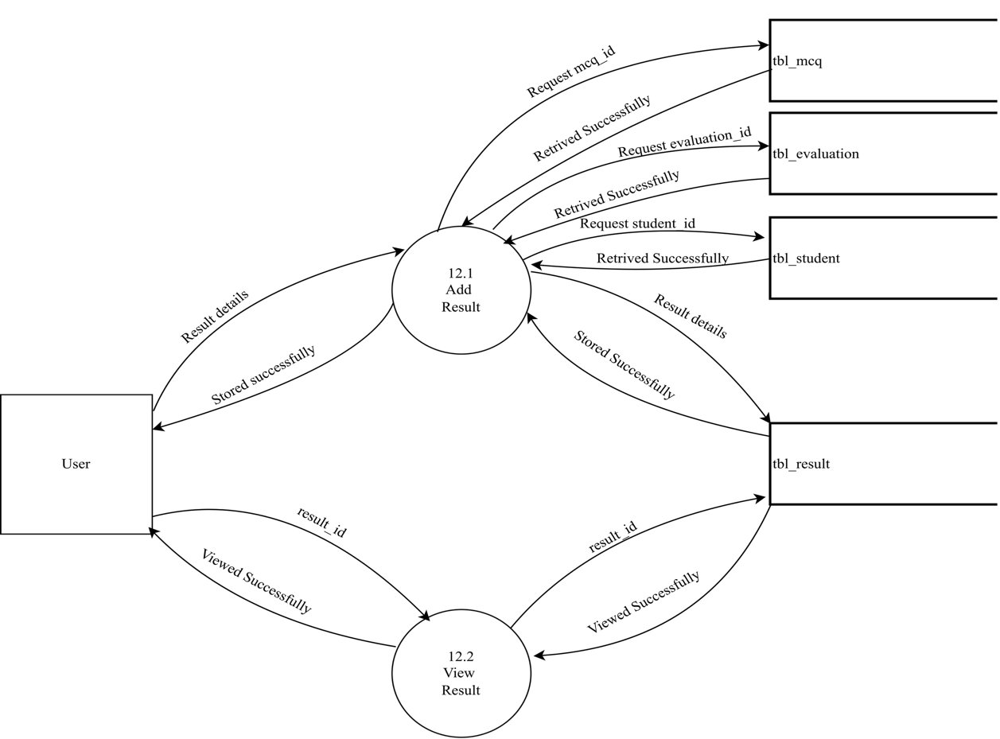 Request mcq_id
tbl_mcq
Retrived Successfully
Request evaluation_id
tbl_evaluation
Retrived Successfully
Request student_id
Retrived Successfully
tbl_student
12.1
Add
Result
Result details
Result details
Stored successfully
Stored Successfully
User
tbl_result
result_id
result_id
Viewed Successfully
Viewed Successfully
12.2
View
Result